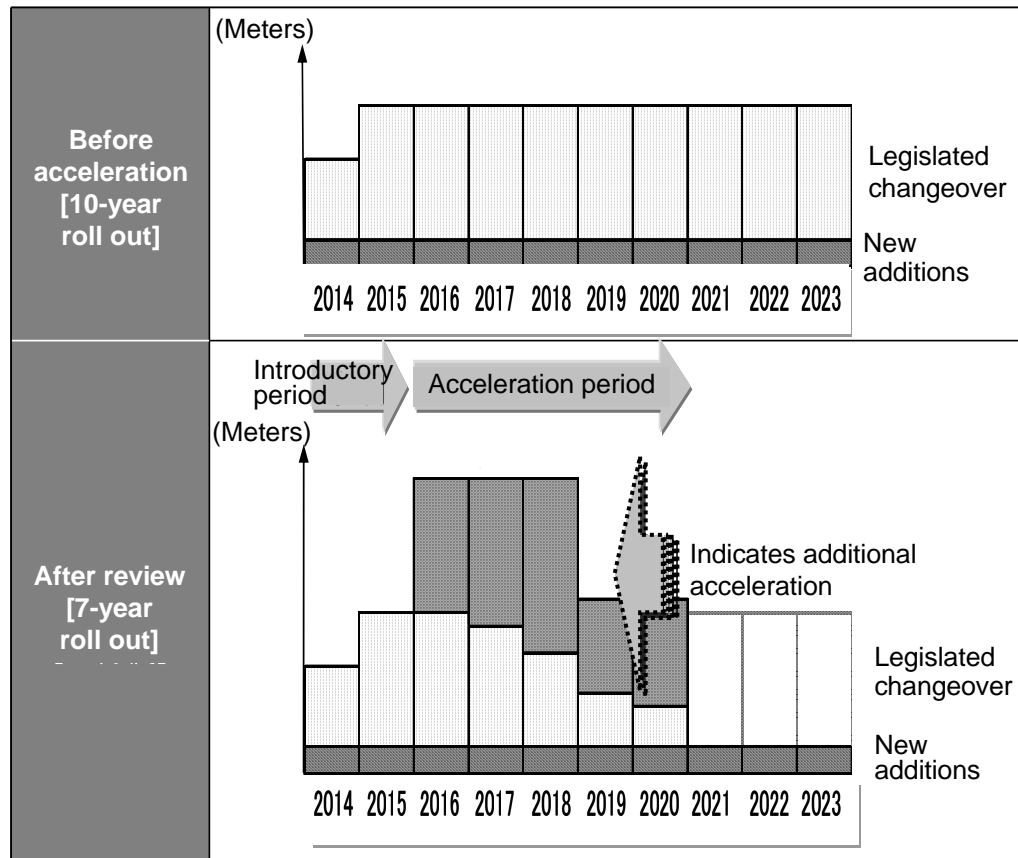 Before
acceleration
[10-year
roll out]
(Meters)
Legislated
changeover
New
additions
2014 2015 2016 2017 2018 2019 2020 2021 2022 2023
After review
[7-year
roll out]
Introductory
period
Acceleration period
(Meters)
Indicates additional
acceleration
Legislated
changeover
New
additions
2014 2015 2016 2017 2018 2019 2020 2021 2022 2023